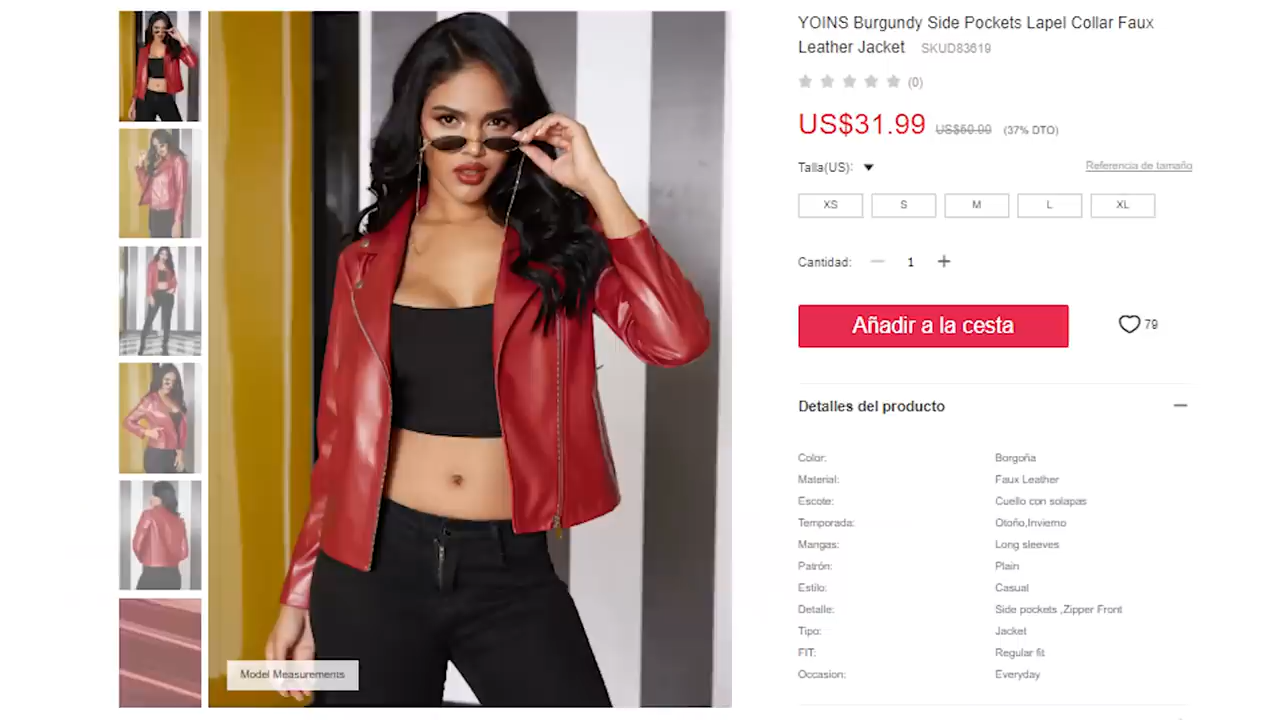 YOINS Burgundy Side Pockets Lapel Collar Faux
Leather Jacket SKUD83619
(0)
US$31.99 US$50.99 (37% DTO)
Talla(US):
Referencia de tamaño
XS S M L XL
Cantidad: 1
Añadir a la cesta
79
Detalles del producto
Color: Borgoña
Material: Faux Leather
Escote: Cuello con solapas
Temporada: Otoño,Invierno
Mangas: Long sleeves
Patrón: Plain
Estilo: Casual
Detalle: Side pockets ,Zipper Front
Tipo: Jacket
FIT: Regular fit
Occasion: Everyday
Model Measurements